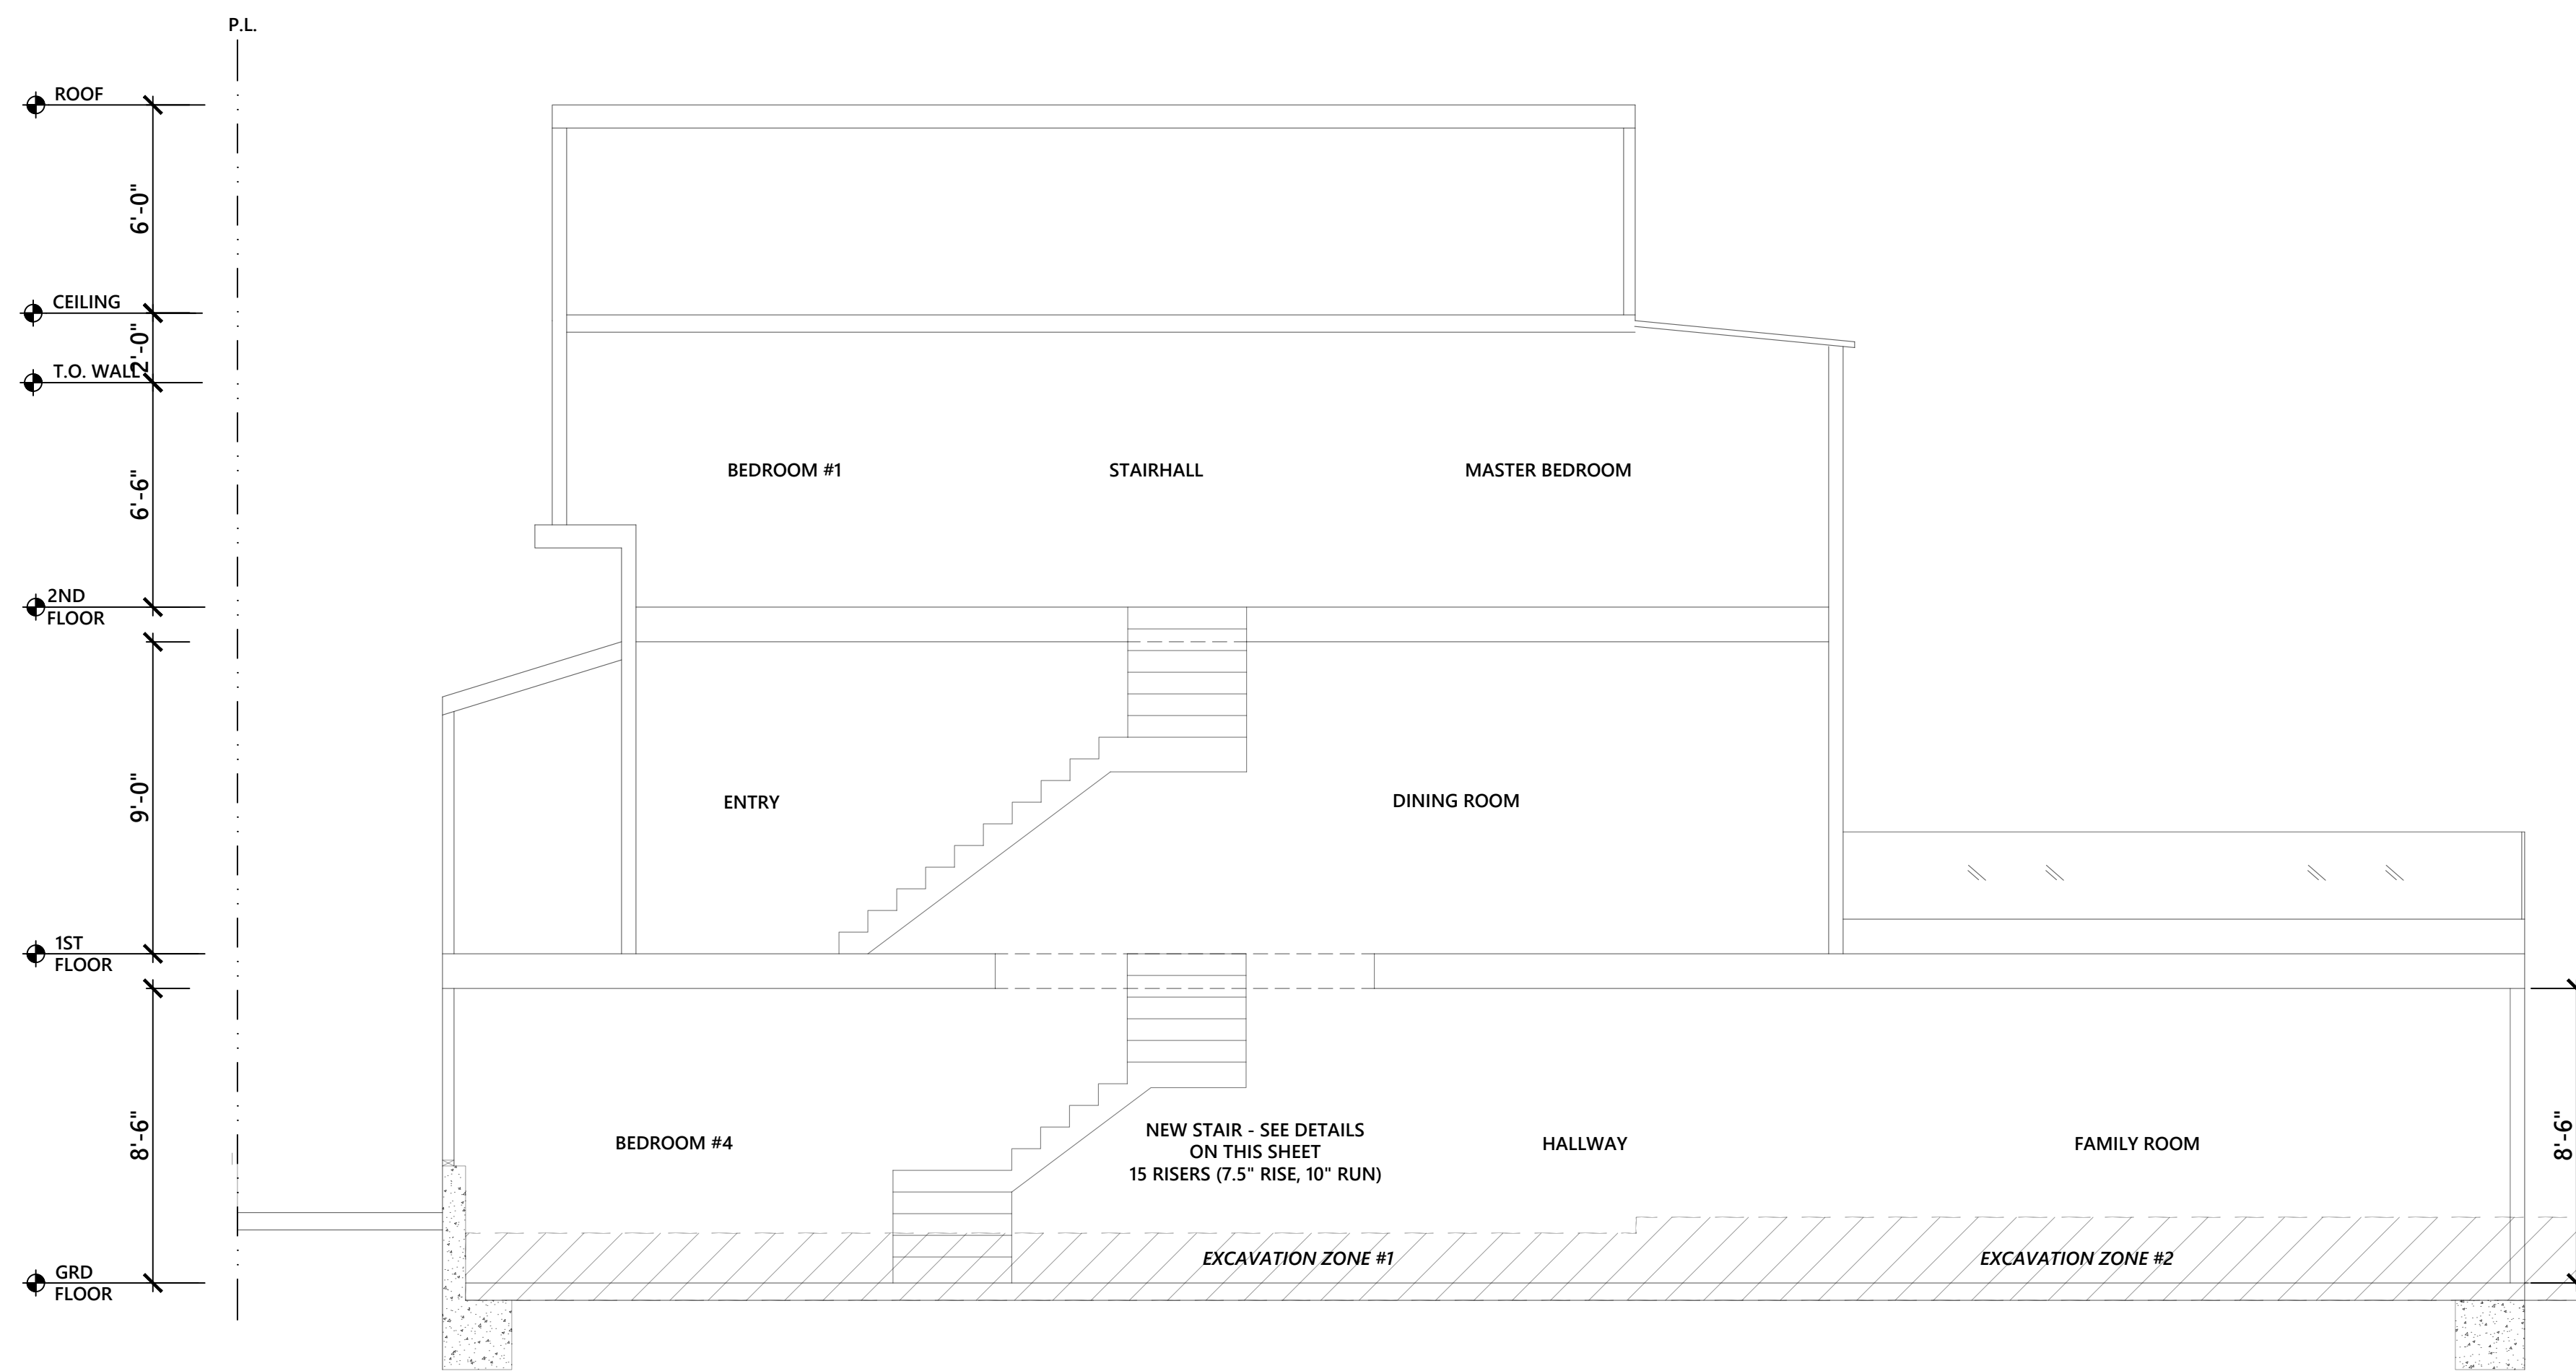 P.L.
ROOF
6'-0"
CEILING
2'-0"
T.O. WALL
BEDROOM #1
STAIRHALL
MASTER BEDROOM
6'-6"
2ND
FLOOR
9'-0"
ENTRY
DINING ROOM
1ST
FLOOR
8'-6"
BEDROOM #4
NEW STAIR - SEE DETAILS
ON THIS SHEET
15 RISERS (7.5" RISE, 10" RUN)
HALLWAY
FAMILY ROOM
8'-6"
EXCAVATION ZONE #1
EXCAVATION ZONE #2
GRD
FLOOR